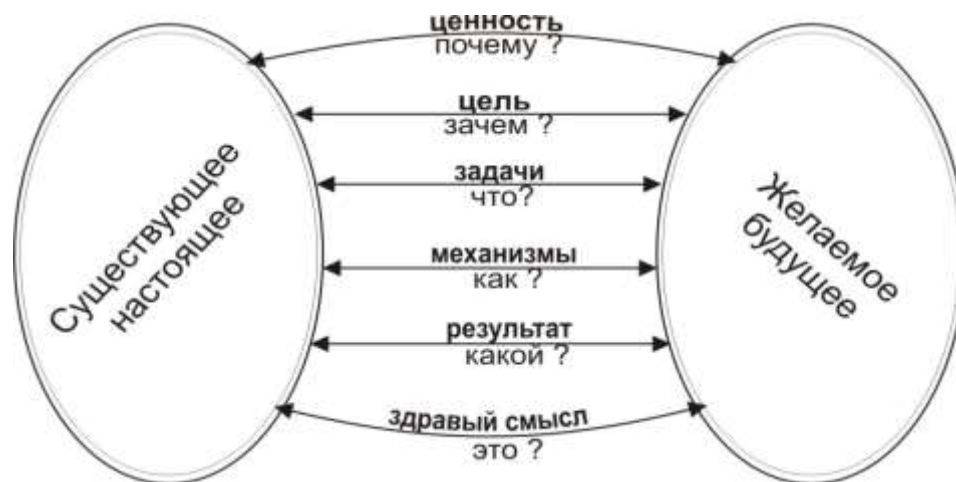 ценность
почему ?
цель
зачем ?
задачи
что?
механизмы
как ?
результат
какой ?
здравый смысл
это ?
Существующее
настоящее
Желаемое
будущее